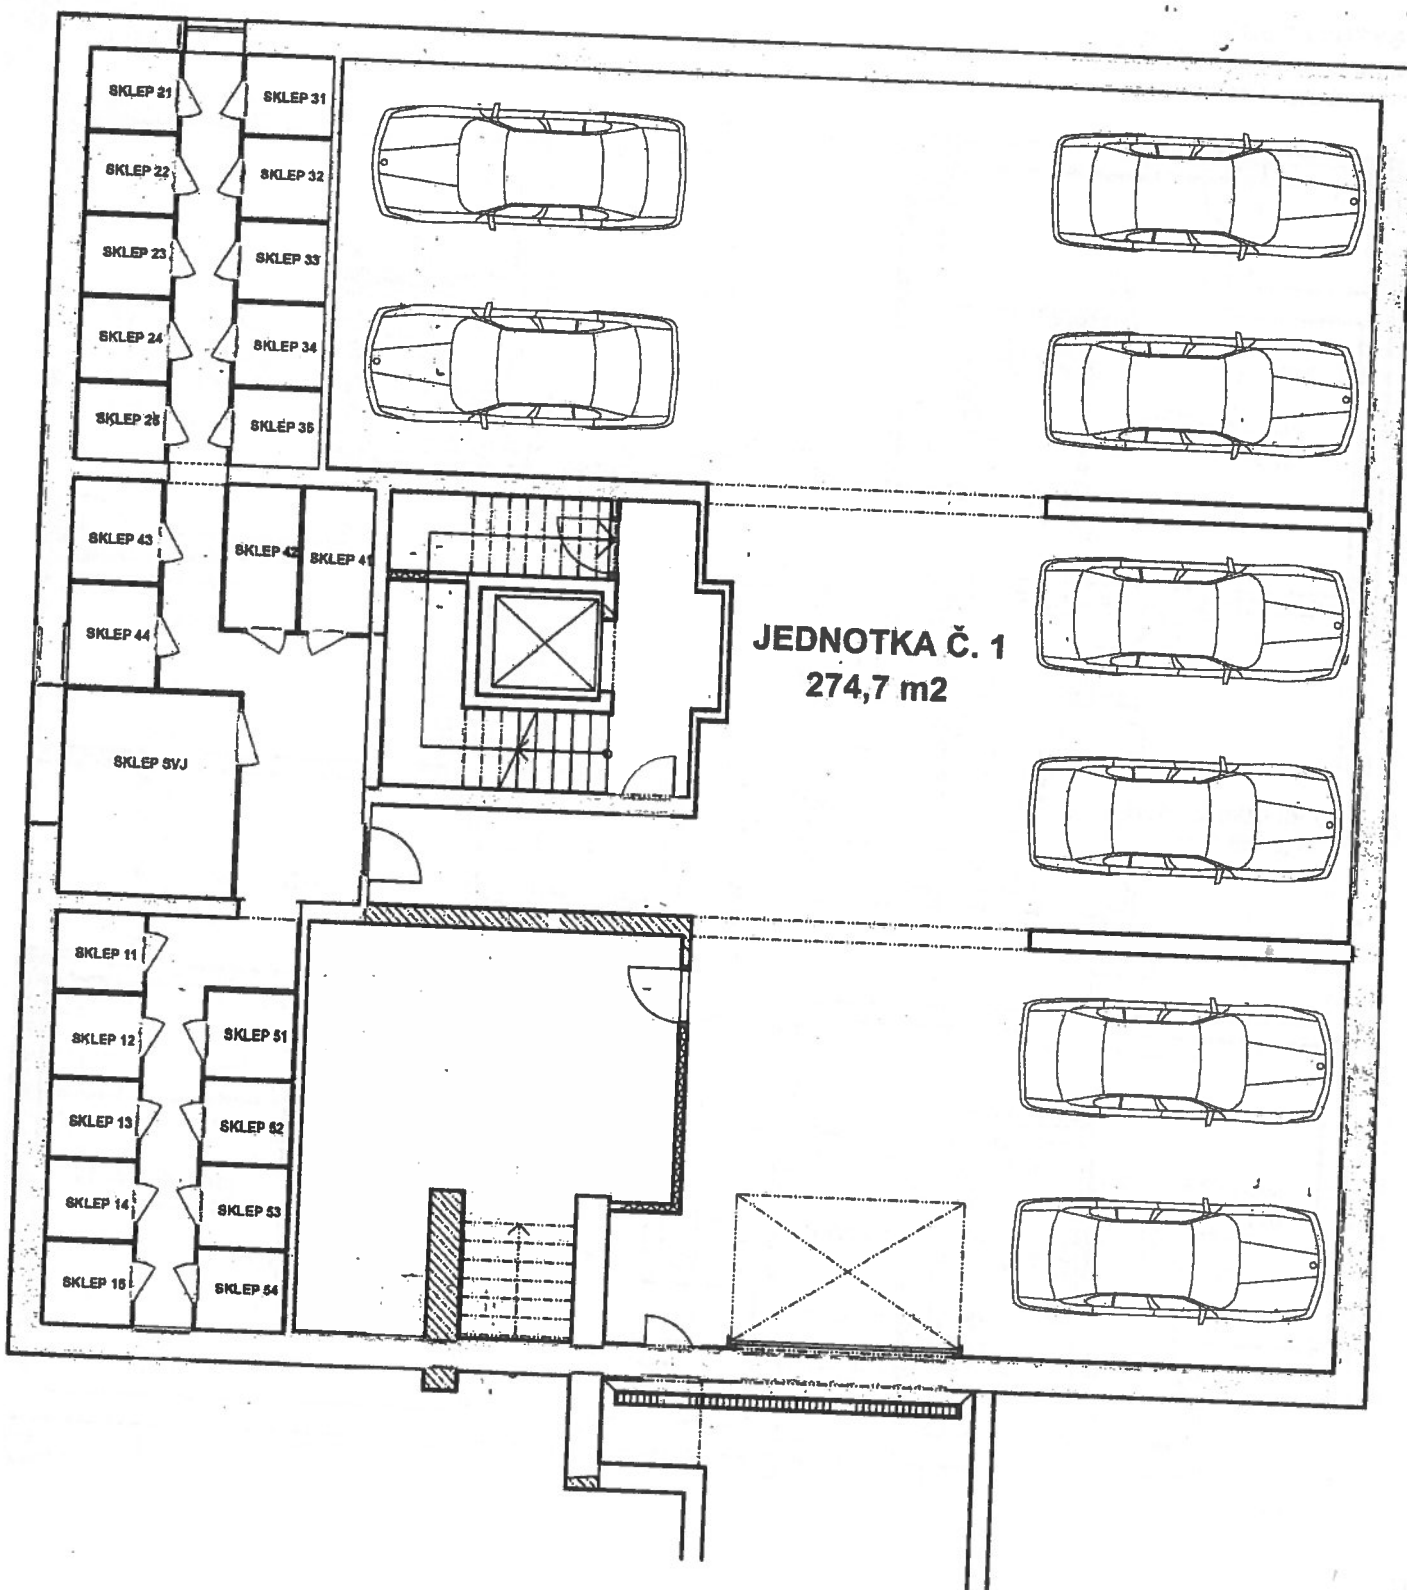 SKLEP 21
SKLEP 31
SKLEP 22
SKLEP 32
SKLEP 23
SKLEP 33
SKLEP 24
SKLEP 34
SKLEP 25
SKLEP 35
SKLEP 43
SKLEP 42
SKLEP 41
SKLEP 44
JEDNOTKA Č. 1
274,7 m2
SKLEP SVJ
SKLEP 11
SKLEP 12
SKLEP 51
SKLEP 13
SKLEP 52
SKLEP 14
SKLEP 53
SKLEP 15
SKLEP 54